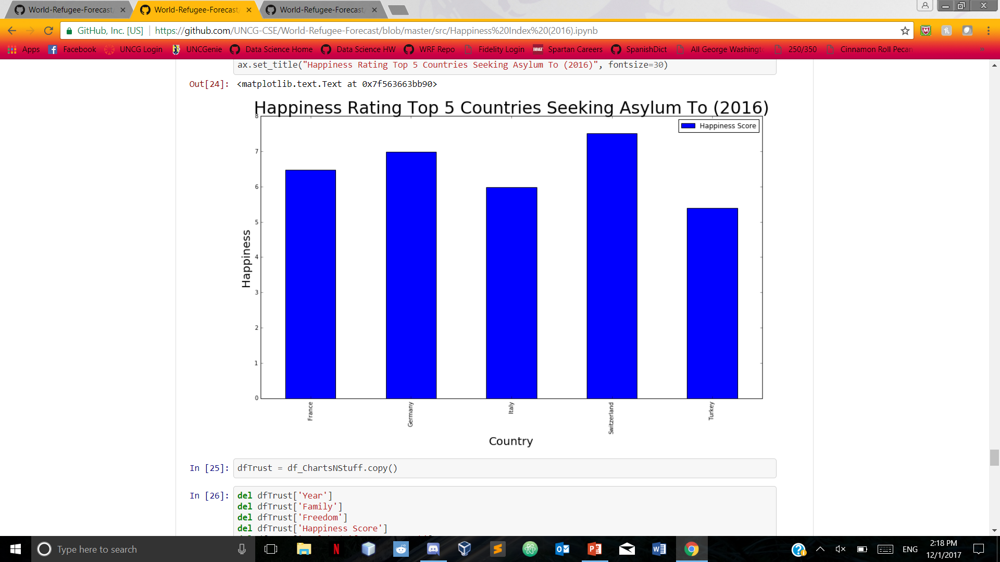 World-Refugee-Forecast
World-Refugee-Forecast
World-Refugee-Forecast
GitHub, Inc. [US]
https://github.com/UNCG-CSE/World-Refugee-Forecast/blob/master/src/Happiness%20Index%20(2016).ipynb
Apps
Facebook
UNCG Login
UNCGenie
Data Science Home
Data Science HW
WRF Repo
Fidelity Login
BB&T
Spartan Careers
SpanishDict
All George Washingt
250/350
Cinnamon Roll Pecan
ax.set_title("Happiness Rating Top 5 Countries Seeking Asylum To (2016)", fontsize=30)
Out[24]: <matplotlib.text.Text at 0x7f563663bb90>
Happiness Rating Top 5 Countries Seeking Asylum To (2016)
Happiness Score
8
7
6
5
4
3
2
1
0
Happiness
France
Germany
Italy
Switzerland
Turkey
Country
In [25]: dfTrust = df_ChartsNStuff.copy()
In [26]: del dfTrust['Year']
del dfTrust['Family']
del dfTrust['Freedom']
del dfTrust['Happiness Score']
Type here to search
ENG
2:18 PM
12/1/2017